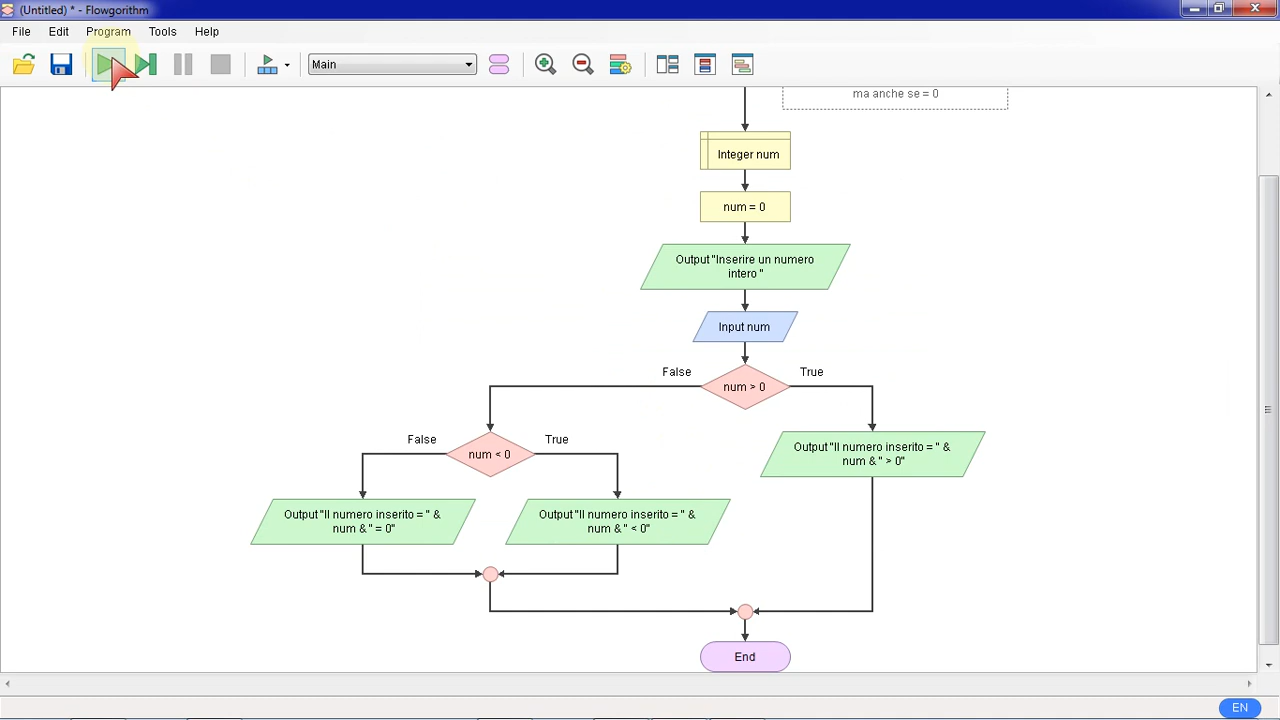 (Untitled) * - Flowgorithm
File Edit Program Tools Help
Main
ma anche se = 0
Integer num
num = 0
Output "Inserire un numero
intero "
Input num
False
True
num > 0
False
True
num < 0
Output "Il numero inserito = " &
num & " > 0"
Output "Il numero inserito = " &
num & " = 0"
Output "Il numero inserito = " &
num & " < 0"
End
EN